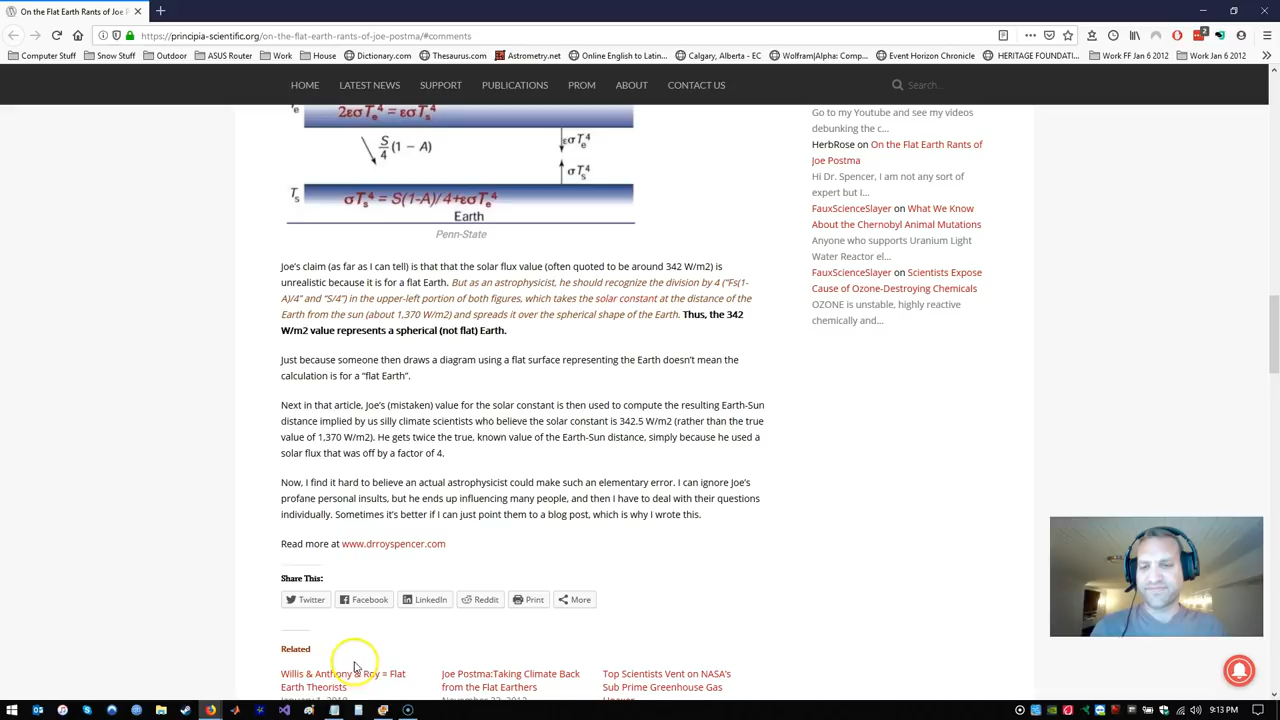 On the Flat Earth Rants of Joe P
https://principia-scientific.org/on-the-flat-earth-rants-of-joe-postma/#comments
Computer Stuff
Snow Stuff
Outdoor
ASUS Router
Work
House
Dictionary.com
Thesaurus.com
Astrometry.net
Online English to Latin...
Calgary, Alberta - EC
Wolfram|Alpha: Comp...
Event Horizon Chronicle
HERITAGE FOUNDATI...
Work FF Jan 6 2012
Work Jan 9 2012
HOME
LATEST NEWS
SUPPORT
PUBLICATIONS
PROM
ABOUT
CONTACT US
Search...
Te
2εσTe⁴ = εσTs⁴
S/4 (1 − A)
εσTe⁴
σTs⁴
Ts
σTs⁴ = S(1-A)/4+εσTe⁴
Earth
Penn-State
Joe's claim (as far as I can tell) is that that the solar flux value (often quoted to be around 342 W/m2) is
unrealistic because it is for a flat Earth. But as an astrophysicist, he should recognize the division by 4 ("Fs(1-
A)/4" and "S/4") in the upper-left portion of both figures, which takes the solar constant at the distance of the
Earth from the sun (about 1,370 W/m2) and spreads it over the spherical shape of the Earth. Thus, the 342
W/m2 value represents a spherical (not flat) Earth.
Just because someone then draws a diagram using a flat surface representing the Earth doesn't mean the
calculation is for a "flat Earth".
Next in that article, Joe's (mistaken) value for the solar constant is then used to compute the resulting Earth-Sun
distance implied by us silly climate scientists who believe the solar constant is 342.5 W/m2 (rather than the true
value of 1,370 W/m2). He gets twice the true, known value of the Earth-Sun distance, simply because he used a
solar flux that was off by a factor of 4.
Now, I find it hard to believe an actual astrophysicist could make such an elementary error. I can ignore Joe's
profane personal insults, but he ends up influencing many people, and then I have to deal with their questions
individually. Sometimes it's better if I can just point them to a blog post, which is why I wrote this.
Read more at www.drroyspencer.com
Share This:
Twitter
Facebook
LinkedIn
Reddit
Print
More
Related
Willis & Anthony & Roy = Flat
Earth Theorists
Joe Postma:Taking Climate Back
from the Flat Earthers
Top Scientists Vent on NASA's
Sub Prime Greenhouse Gas
Go to my Youtube and see my videos
debunking the c...
HerbRose on On the Flat Earth Rants of
Joe Postma
Hi Dr. Spencer, I am not any sort of
expert but I...
FauxScienceSlayer on What We Know
About the Chernobyl Animal Mutations
Anyone who supports Uranium Light
Water Reactor el...
FauxScienceSlayer on Scientists Expose
Cause of Ozone-Destroying Chemicals
OZONE is unstable, highly reactive
chemically and...
9:13 PM